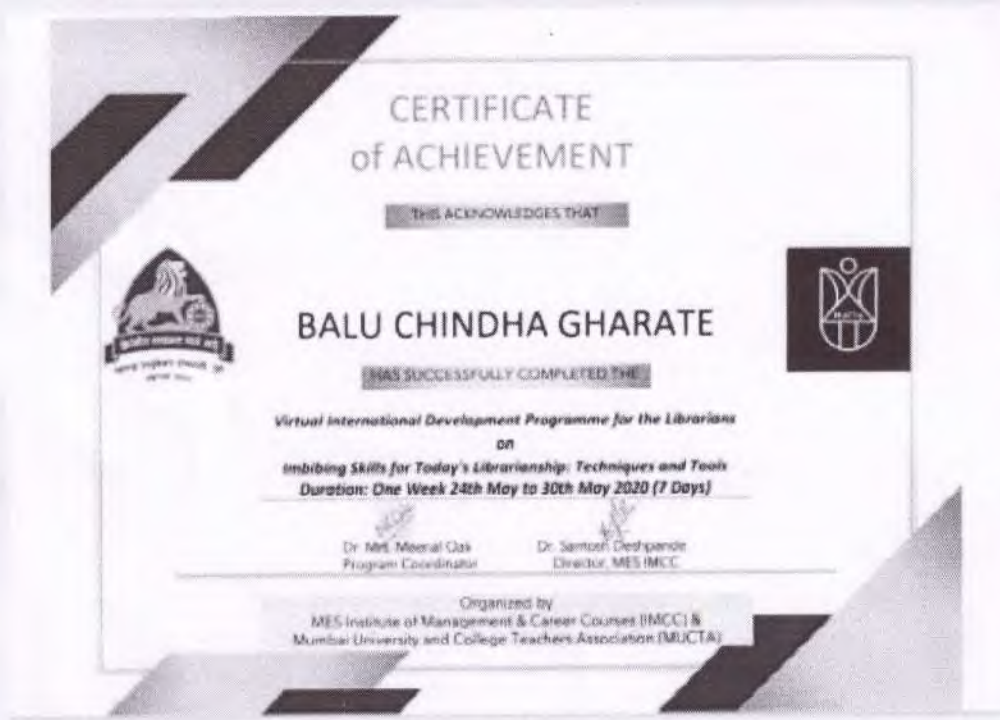 CERTIFICATE
of ACHIEVEMENT
THIS ACKNOWLEDGES THAT
BALU CHINDHA GHARATE
HAS SUCCESSFULLY COMPLETED THE
Virtual International Development Programme for the Librarians
on
Imbibing Skills for Today's Librarianship: Techniques and Tools
Duration: One Week 24th May to 30th May 2020 (7 Days)
Dr. Mrs. Meenal Oak
Dr. Santosh Deshpande
Program Coordinator
Director, MES IMCC
Organized by
MES Institute of Management & Career Courses (IMCC) &
Mumbai University and College Teachers Association (MUCTA)
MUCTA